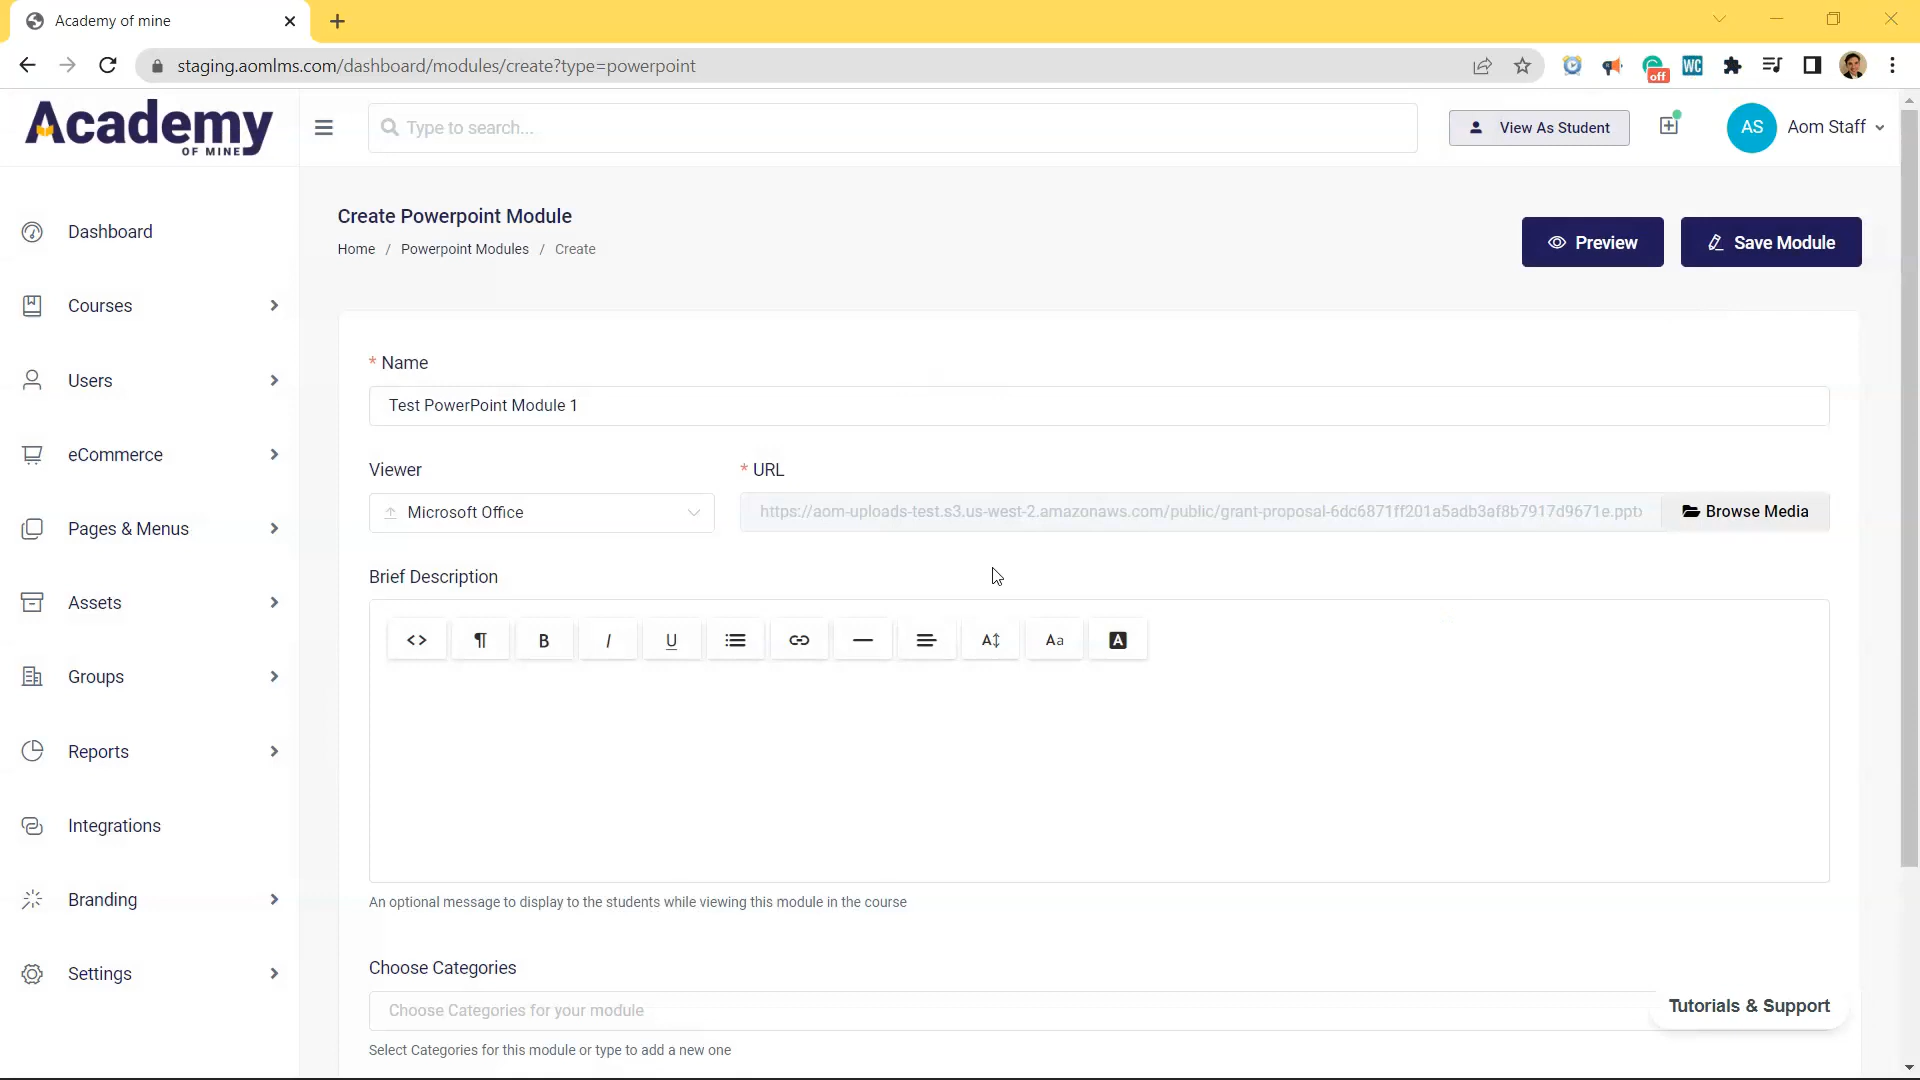 Academy of mine
staging.aomlms.com/dashboard/modules/create?type=powerpoint
off
WC
Academy
OF MINE
Type to search...
View As Student
AS
Aom Staff
Dashboard
Courses
Users
eCommerce
Pages & Menus
Assets
Groups
Reports
Integrations
Branding
Settings
Create Powerpoint Module
Home / Powerpoint Modules / Create
Preview
Save Module
* Name
Test PowerPoint Module 1
Viewer
* URL
Microsoft Office
https://aom-uploads-test.s3.us-west-2.amazonaws.com/public/grant-proposal-6dc6871ff201a5adb3af8b7917d9671e.pptx
Browse Media
Brief Description
<> ¶ B I U A Aa A
An optional message to display to the students while viewing this module in the course
Choose Categories
Choose Categories for your module
Select Categories for this module or type to add a new one
Tutorials & Support